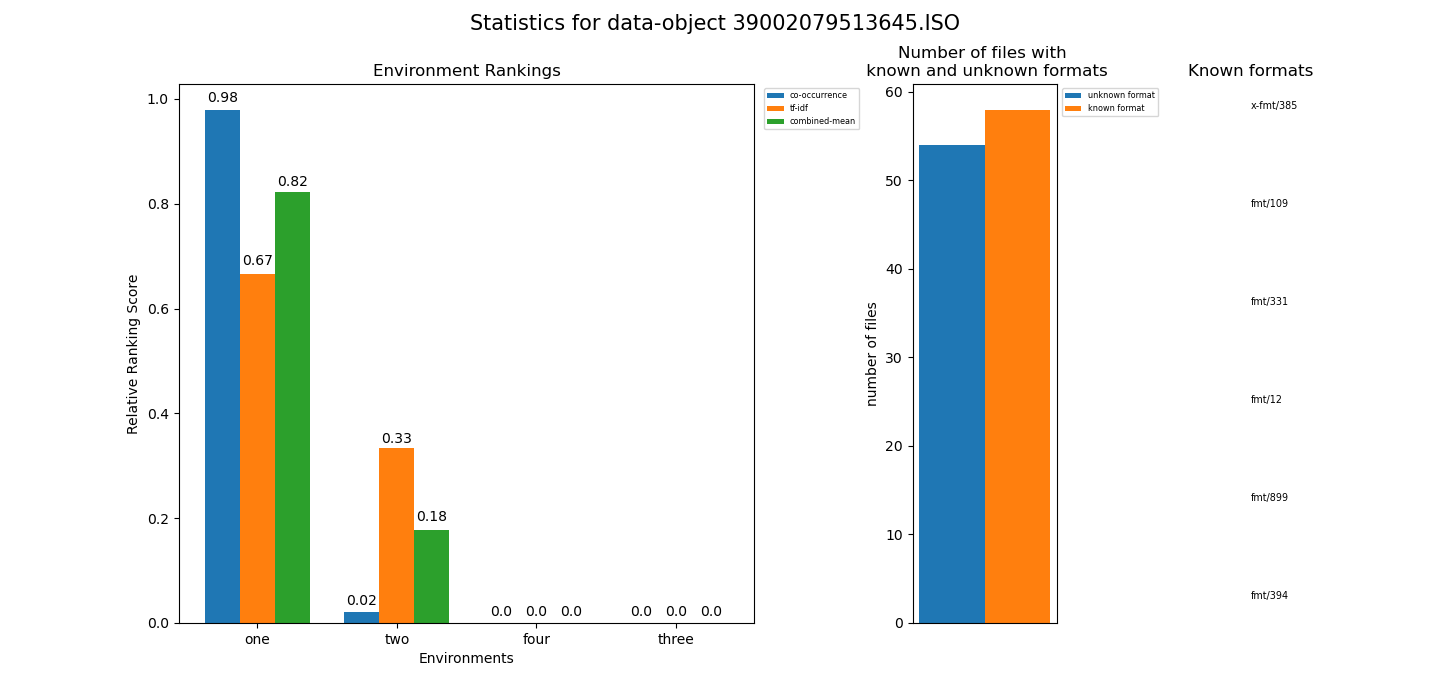 Statistics for data-object 39002079513645.ISO
Environment Rankings
1.0
0.8
0.6
0.4
0.2
0.0
Relative Ranking Score
0.98
0.67
0.82
0.02
0.33
0.18
0.0 0.0 0.0
0.0 0.0 0.0
one two four three
Environments
co-occurrence
tf-idf
combined-mean
Number of files with
known and unknown formats
60
50
40
30
20
10
0
number of files
unknown format
known format
Known formats
x-fmt/385
fmt/109
fmt/331
fmt/12
fmt/899
fmt/394